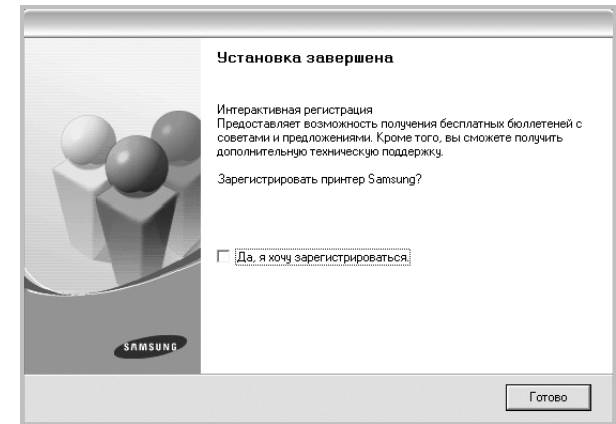 Установка завершена
Интерактивная регистрация
Предоставляет возможность получения бесплатных бюллетеней с
советами и предложениями. Кроме того, вы сможете получить
дополнительную техническую поддержку.
Зарегистрировать принтер Samsung?
Да, я хочу зарегистрироваться.
SAMSUNG
Готово